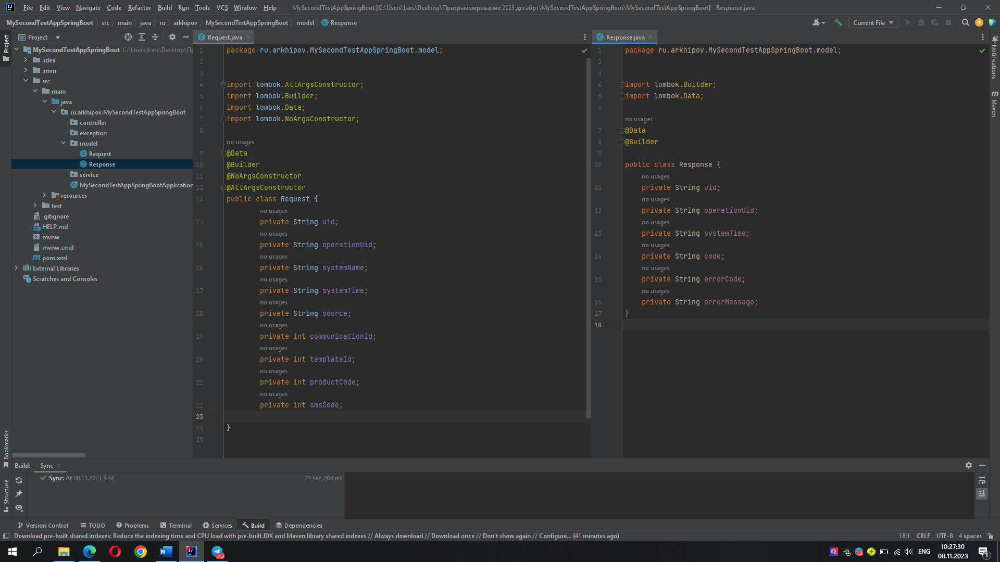 File Edit View Navigate Code Refactor Build Run Tools VCS Window Help MySecondTestAppSpringBoot [C:\Users\Lars\Desktop\Программирование 2023 декабрт\MySecondTestAppSpringBoot\MySecondTestAppSpringBoot] - Response.java
MySecondTestAppSpringBoot src main java ru arkhipov MySecondTestAppSpringBoot model Response
Current File
Project
Project
MySecondTestAppSpringBoot C:\Users\Lars\Desktop\П
.idea
.mvn
src
main
java
ru.arkhipov.MySecondTestAppSpringBoot
controller
exception
model
Request
Response
service
MySecondTestAppSpringBootApplication
resources
test
.gitignore
HELP.md
mvnw
mvnw.cmd
pom.xml
External Libraries
Scratches and Consoles
Bookmarks
Structure
Request.java
1 package ru.arkhipov.MySecondTestAppSpringBoot.model;
2
3
4 import lombok.AllArgsConstructor;
5 import lombok.Builder;
6 import lombok.Data;
7 import lombok.NoArgsConstructor;
8
no usages
9 @Data
10 @Builder
11 @NoArgsConstructor
12 @AllArgsConstructor
13 public class Request {
no usages
14 private String uid;
no usages
15 private String operationUid;
no usages
16 private String systemName;
no usages
17 private String systemTime;
no usages
18 private String source;
no usages
19 private int communicationId;
no usages
20 private int templateId;
no usages
21 private int productCode;
no usages
22 private int smsCode;
23
24 }
25
Response.java
1 package ru.arkhipov.MySecondTestAppSpringBoot.model;
2
3
4 import lombok.Builder;
5 import lombok.Data;
6
no usages
7 @Data
8 @Builder
9
10 public class Response {
no usages
11 private String uid;
no usages
12 private String operationUid;
no usages
13 private String systemTime;
no usages
14 private String code;
no usages
15 private String errorCode;
no usages
16 private String errorMessage;
17 }
18
Notifications
Maven
Build: Sync
Sync: At 08.11.2023 9:46 25 sec, 284 ms
Version Control TODO Problems Terminal Services Build Dependencies
Download pre-built shared indexes: Reduce the indexing time and CPU load with pre-built JDK and Maven library shared indexes // Always download // Download once // Don't show again // Configure... (41 minutes ago) 18:1 CRLF UTF-8 4 spaces
ENG 10:27:30
08.11.2023